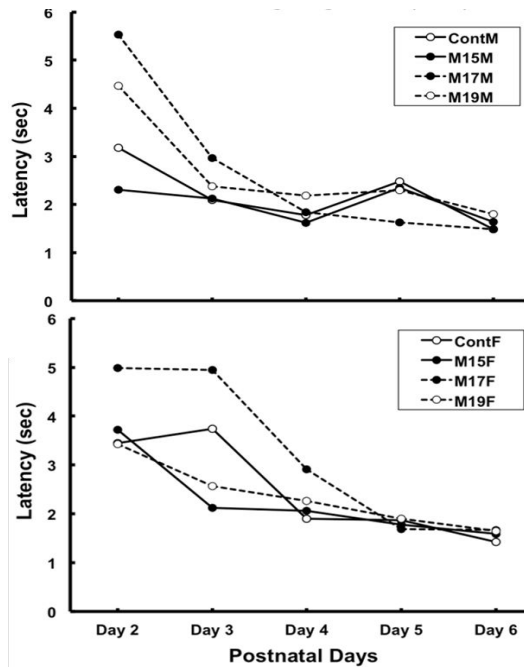 ContM
M15M
M17M
M19M
Latency (sec)
6
5
4
3
2
1
0
ContF
M15F
M17F
M19F
Latency (sec)
6
5
4
3
2
1
0
Day 2 Day 3 Day 4 Day 5 Day 6
Postnatal Days